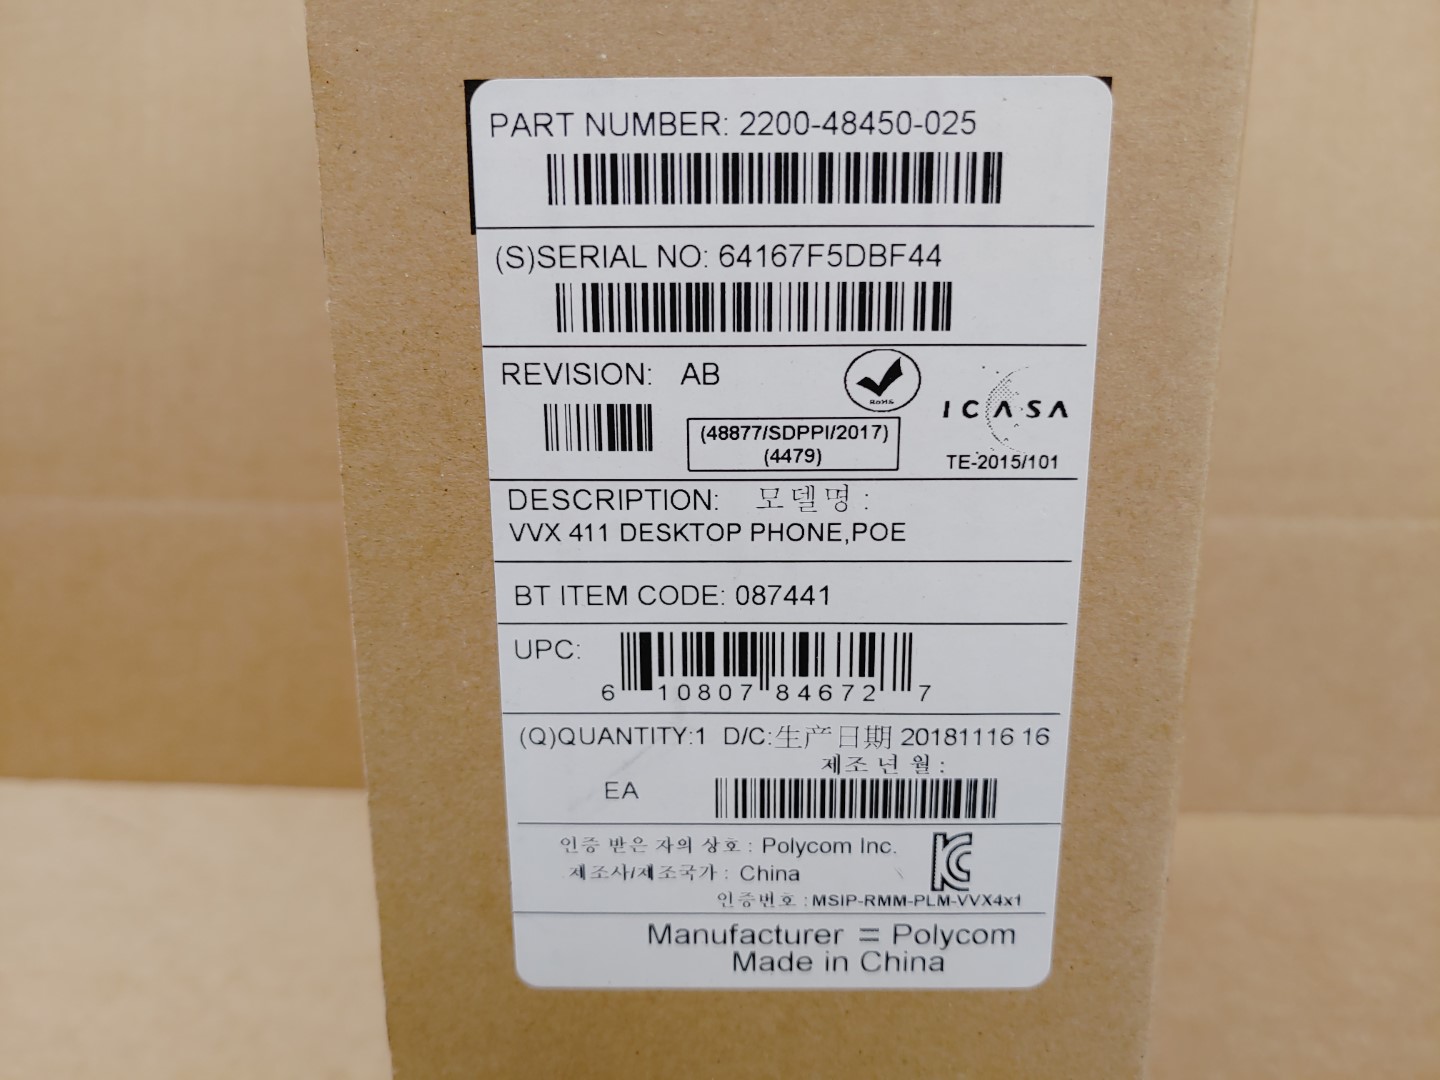 PART NUMBER: 2200-48450-025
(S)SERIAL NO: 64167F5DBF44
REVISION: AB
RoHS
ICASA
(48877/SDPPI/2017)
(4479)
TE-2015/101
DESCRIPTION: 모델명 :
VVX 411 DESKTOP PHONE,POE
BT ITEM CODE: 087441
UPC:
6 10807 84672 7
(Q)QUANTITY:1 D/C:生产日期 20181116 16
제조년월:
EA
인증 받은 자의 상호 : Polycom Inc.
제조사/제조국가 : China
인증번호 : MSIP-RMM-PLM-VVX4x1
Manufacturer = Polycom
Made in China